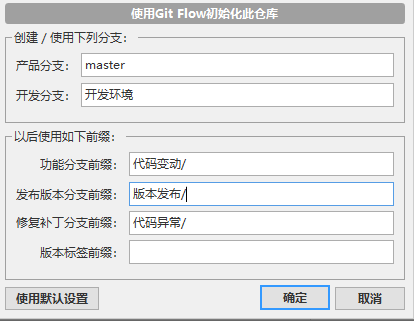 使用Git Flow初始化此仓库
创建 / 使用下列分支：
产品分支： master
开发分支： 开发环境
以后使用如下前缀：
功能分支前缀： 代码变动/
发布版本分支前缀： 版本发布/
修复补丁分支前缀： 代码异常/
版本标签前缀：
使用默认设置 确定 取消